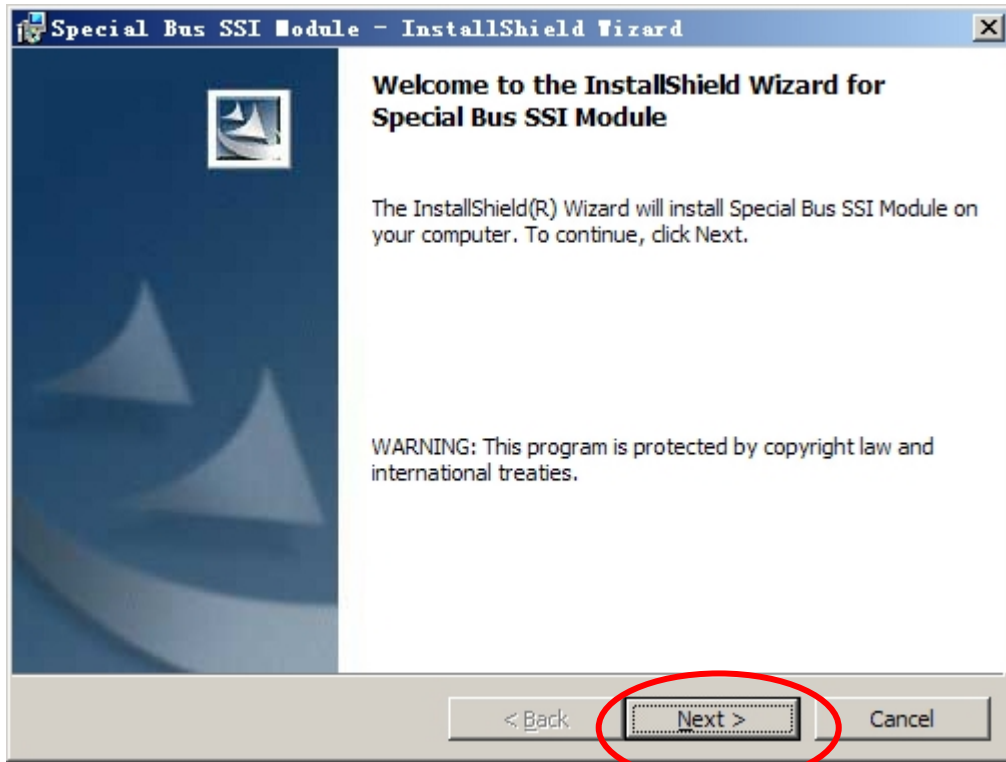 Special Bus SSI Module - InstallShield Wizard
Welcome to the InstallShield Wizard for
Special Bus SSI Module
The InstallShield(R) Wizard will install Special Bus SSI Module on
your computer. To continue, click Next.
WARNING: This program is protected by copyright law and
international treaties.
< Back
Next >
Cancel